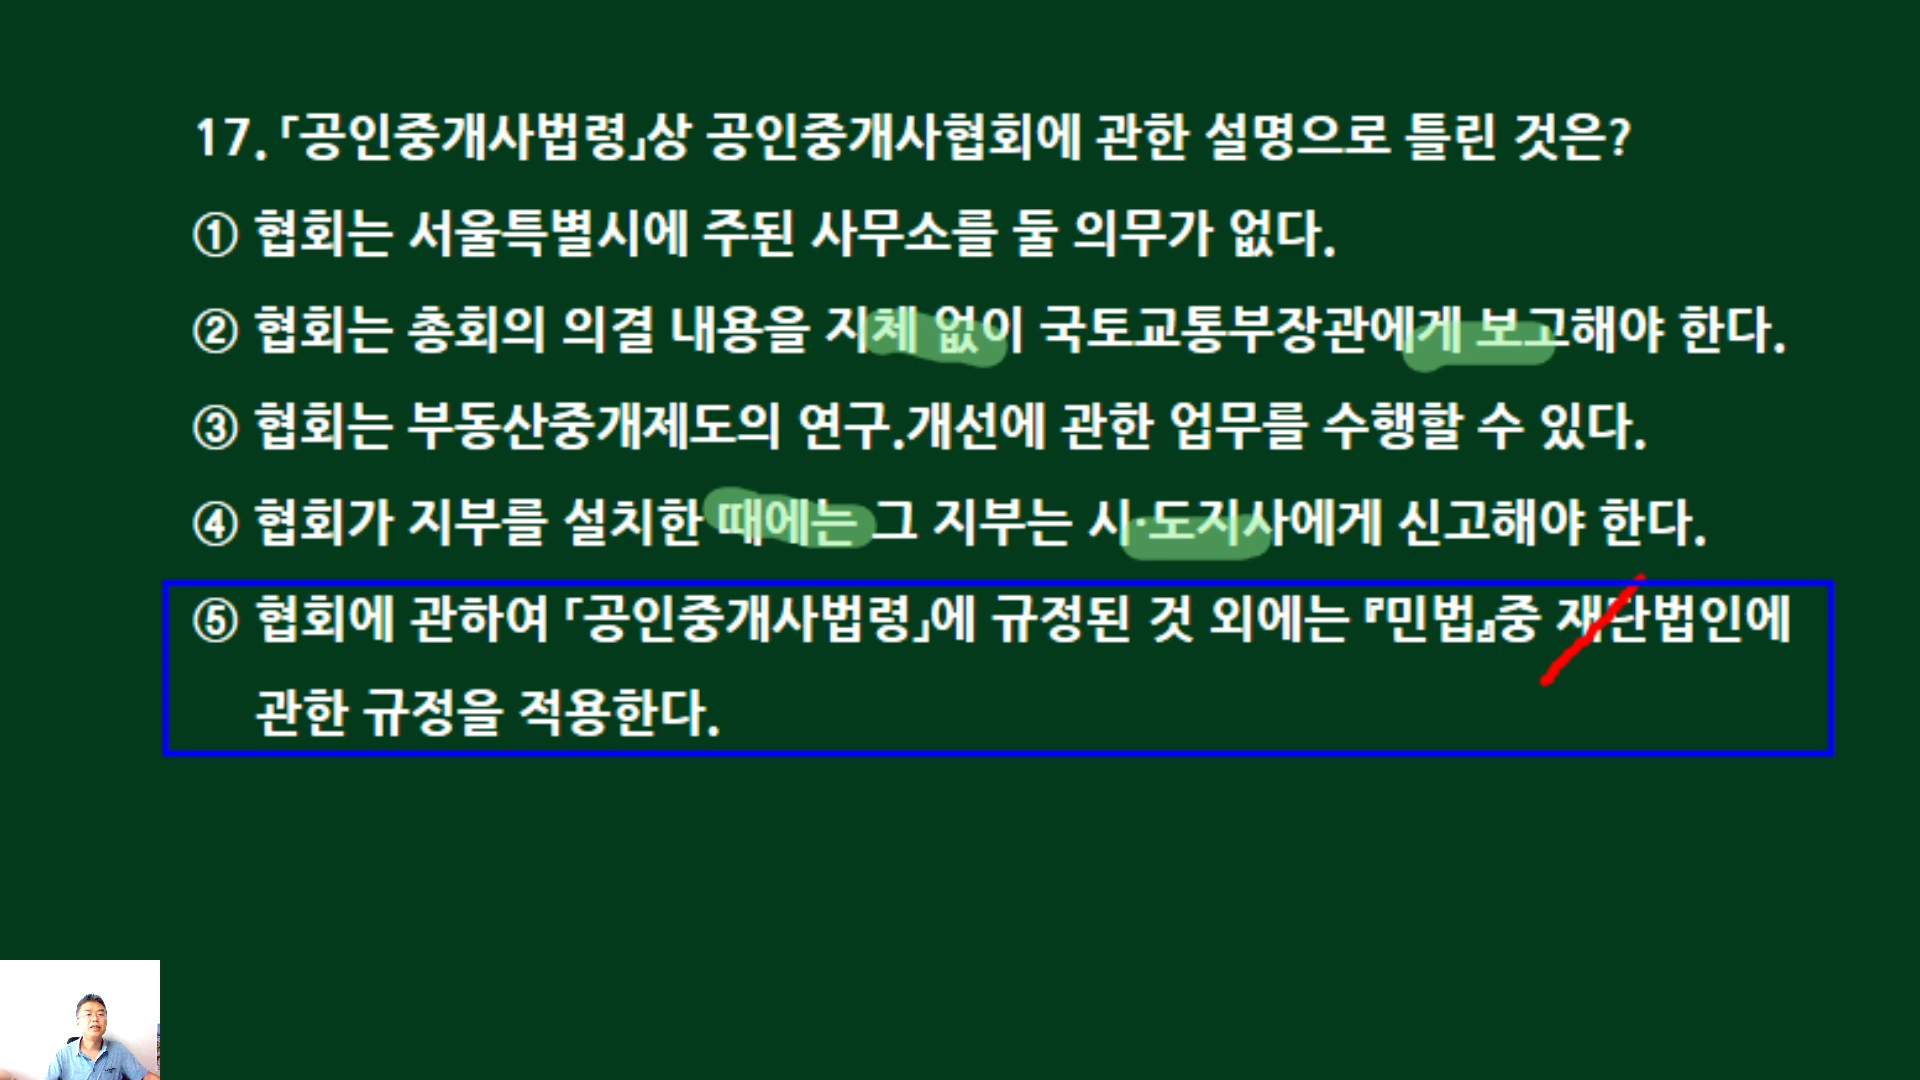 17. 「공인중개사법령」상 공인중개사협회에 관한 설명으로 틀린 것은?
① 협회는 서울특별시에 주된 사무소를 둘 의무가 없다.
② 협회는 총회의 의결 내용을 지체 없이 국토교통부장관에게 보고해야 한다.
③ 협회는 부동산중개제도의 연구.개선에 관한 업무를 수행할 수 있다.
④ 협회가 지부를 설치한 때에는 그 지부는 시·도지사에게 신고해야 한다.
⑤ 협회에 관하여 「공인중개사법령」에 규정된 것 외에는 『민법』중 재단법인에
관한 규정을 적용한다.